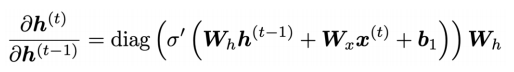 ∂h^{(t)} / ∂h^{(t−1)} = diag (σ′ (W_h h^{(t−1)} + W_x x^{(t)} + b_1)) W_h